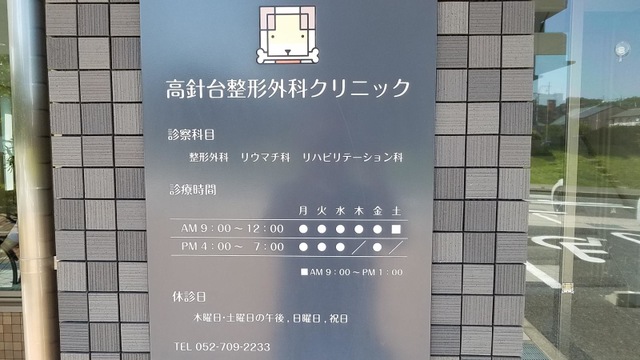 高針台整形外科クリニック
診察科目
整形外科 リウマチ科 リハビリテーション科
診療時間
月 火 水 木 金 土
AM 9:00～12:00 ● ● ● ● ● ■
PM 4:00～ 7:00 ● ● ● ／ ● ／
■AM 9:00～PM 1:00
休診日
木曜日・土曜日の午後, 日曜日, 祝日
TEL 052-709-2233